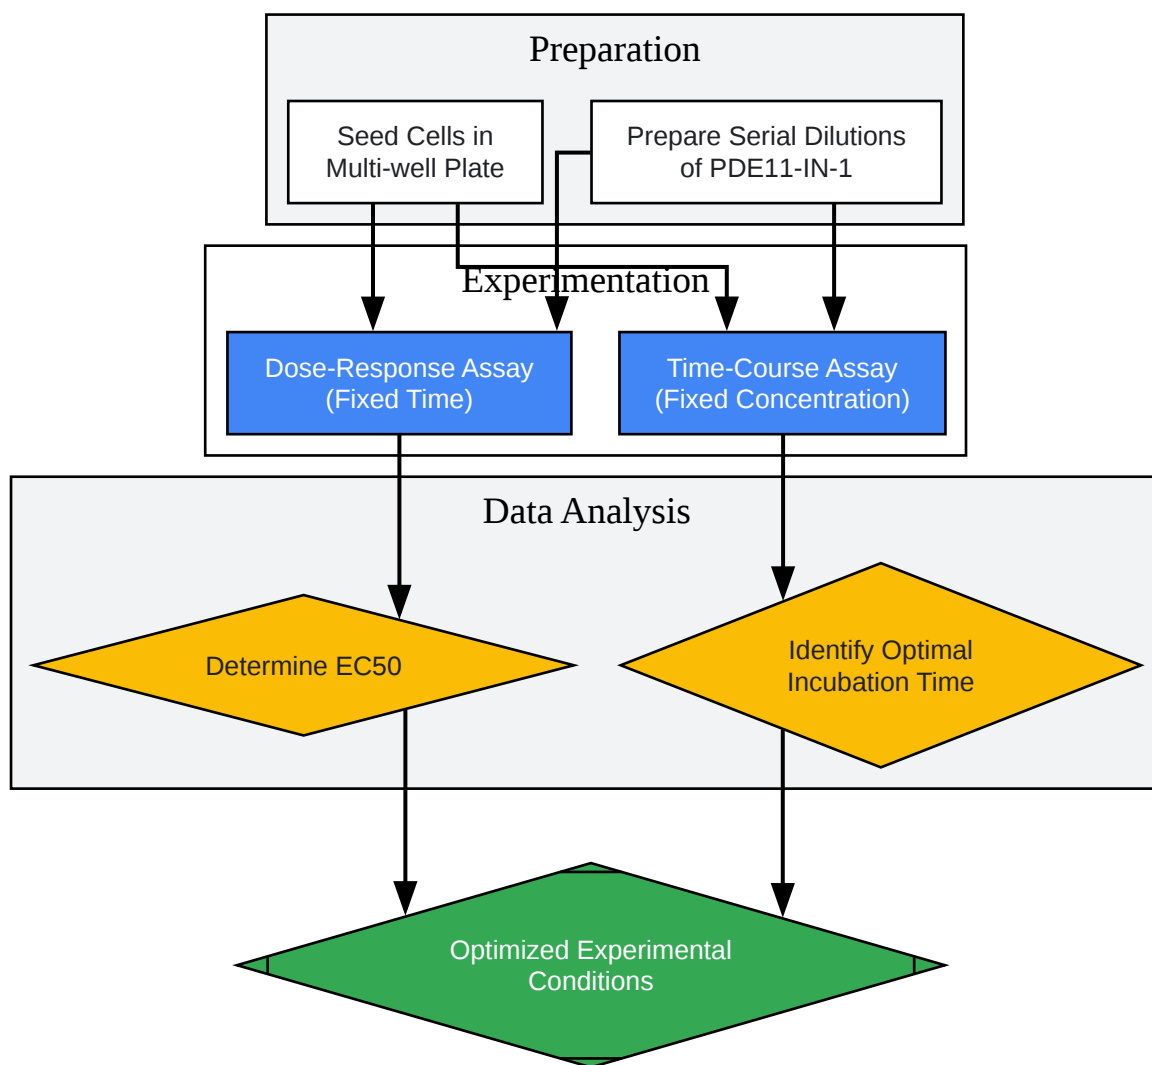 Preparation
Seed Cells in
Multi-well Plate
Prepare Serial Dilutions
of PDE11-IN-1
Experimentation
Dose-Response Assay
(Fixed Time)
Time-Course Assay
(Fixed Concentration)
Data Analysis
Determine EC50
Identify Optimal
Incubation Time
Optimized Experimental
Conditions